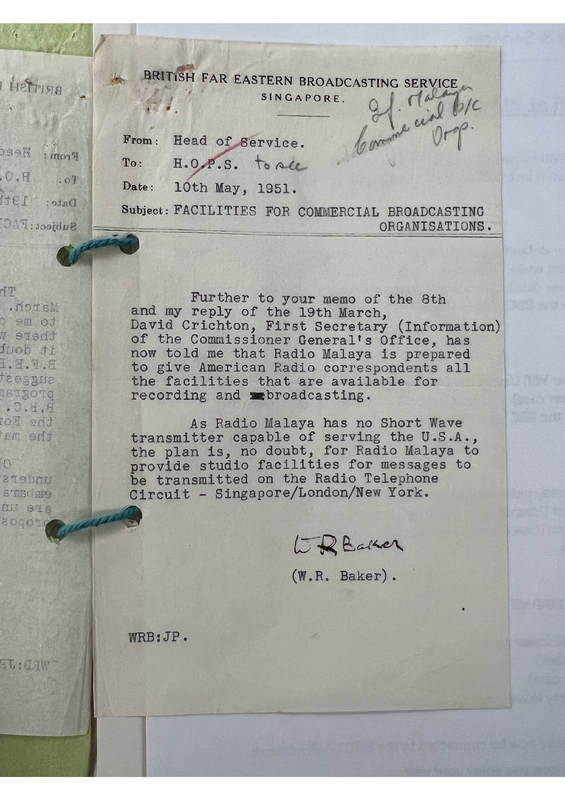 BRITISH FAR EASTERN BROADCASTING SERVICE
SINGAPORE.
Malaya
Commercial B/C
From: Head of Service.
To: H.O.P.S. to see
Date: 10th May, 1951.
Subject: FACILITIES FOR COMMERCIAL BROADCASTING
ORGANISATIONS.
Further to your memo of the 8th
and my reply of the 19th March,
David Crichton, First Secretary (Information)
of the Commissioner General's Office, has
now told me that Radio Malaya is prepared
to give American Radio correspondents all
the facilities that are available for
recording and broadcasting.
As Radio Malaya has no Short Wave
transmitter capable of serving the U.S.A.,
the plan is, no doubt, for Radio Malaya to
provide studio facilities for messages to
be transmitted on the Radio Telephone
Circuit - Singapore/London/New York.
W R Baker
(W.R. Baker).
WRB:JP.